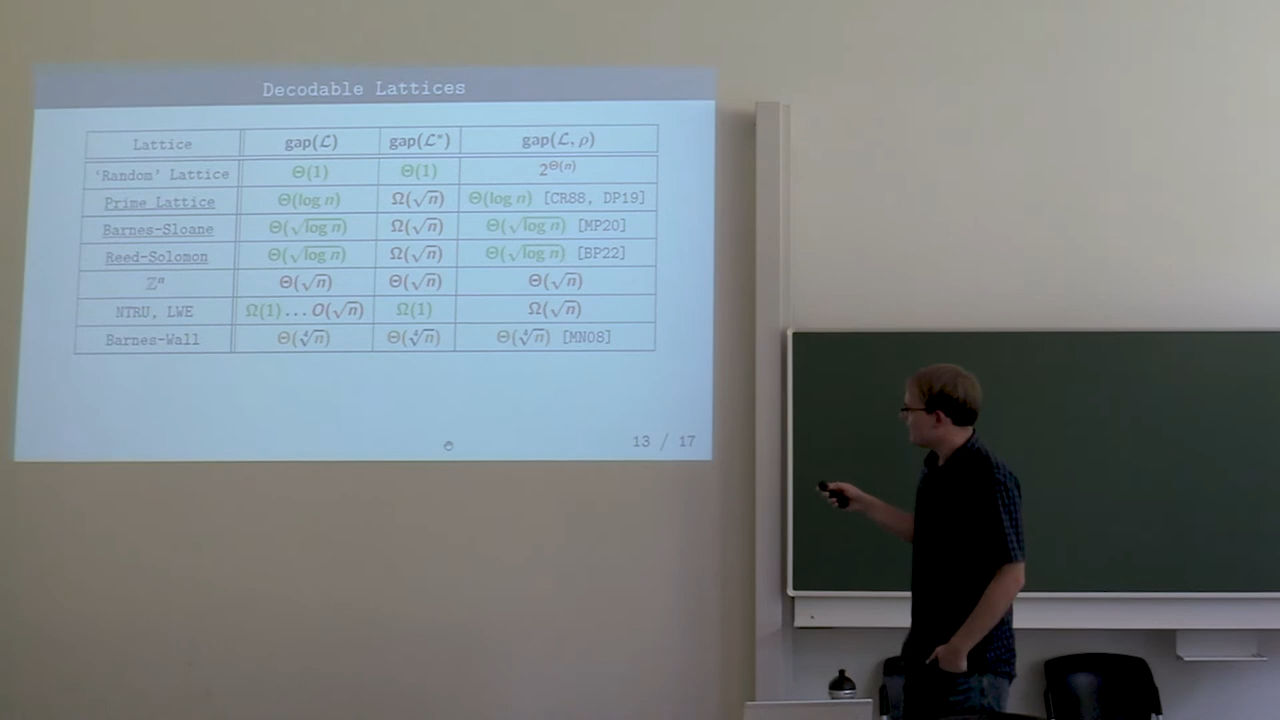 Decodable Lattices
Lattice gap(ℒ) gap(ℒ*) gap(ℒ, ρ)
'Random' Lattice Θ(1) Θ(1) 2^Θ(n)
Prime Lattice Θ(log n) Ω(√n) Θ(log n) [CR88, DP19]
Barnes-Sloane Θ(√log n) Ω(√n) Θ(√log n) [MP20]
Reed-Solomon Θ(√log n) Ω(√n) Θ(√log n) [BP22]
ℤⁿ Θ(√n) Θ(√n) Θ(√n)
NTRU, LWE Ω(1)...O(√n) Ω(1) Ω(√n)
Barnes-Wall Θ(∜n) Θ(∜n) Θ(∜n) [MN08]
13 / 17